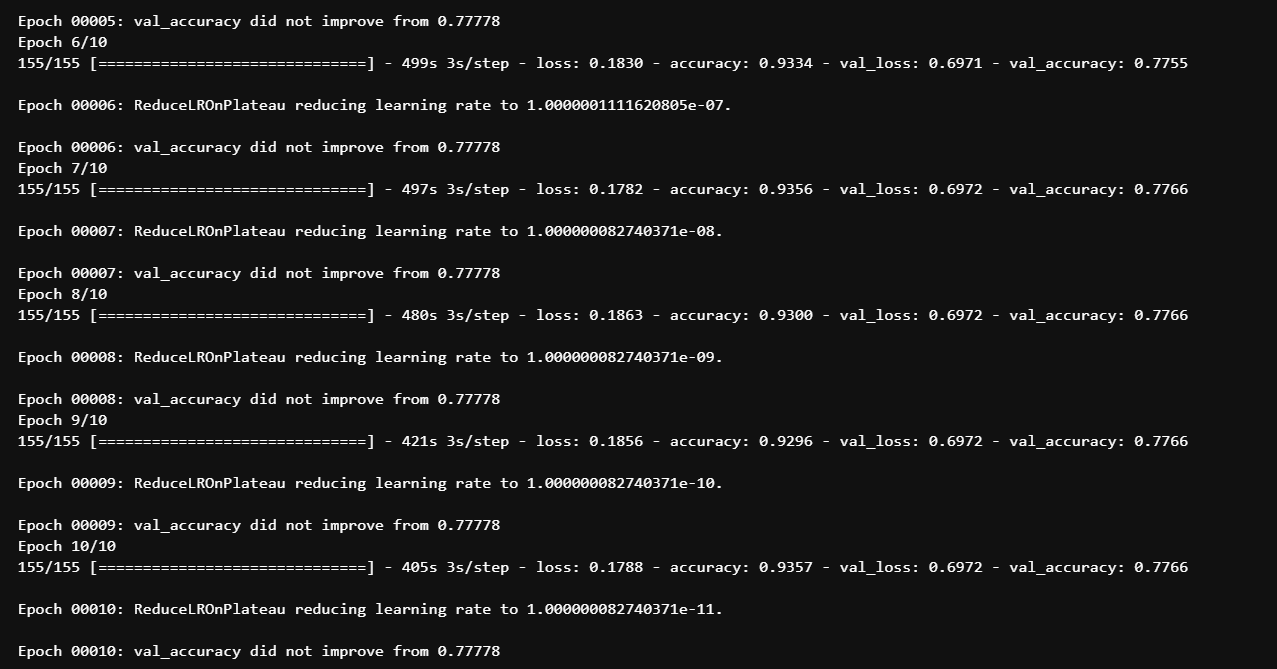 Epoch 00005: val_accuracy did not improve from 0.77778
Epoch 6/10
155/155 [==============================] - 499s 3s/step - loss: 0.1830 - accuracy: 0.9334 - val_loss: 0.6971 - val_accuracy: 0.7755
Epoch 00006: ReduceLROnPlateau reducing learning rate to 1.0000001111620805e-07.
Epoch 00006: val_accuracy did not improve from 0.77778
Epoch 7/10
155/155 [==============================] - 497s 3s/step - loss: 0.1782 - accuracy: 0.9356 - val_loss: 0.6972 - val_accuracy: 0.7766
Epoch 00007: ReduceLROnPlateau reducing learning rate to 1.000000082740371e-08.
Epoch 00007: val_accuracy did not improve from 0.77778
Epoch 8/10
155/155 [==============================] - 480s 3s/step - loss: 0.1863 - accuracy: 0.9300 - val_loss: 0.6972 - val_accuracy: 0.7766
Epoch 00008: ReduceLROnPlateau reducing learning rate to 1.000000082740371e-09.
Epoch 00008: val_accuracy did not improve from 0.77778
Epoch 9/10
155/155 [==============================] - 421s 3s/step - loss: 0.1856 - accuracy: 0.9296 - val_loss: 0.6972 - val_accuracy: 0.7766
Epoch 00009: ReduceLROnPlateau reducing learning rate to 1.000000082740371e-10.
Epoch 00009: val_accuracy did not improve from 0.77778
Epoch 10/10
155/155 [==============================] - 405s 3s/step - loss: 0.1788 - accuracy: 0.9357 - val_loss: 0.6972 - val_accuracy: 0.7766
Epoch 00010: ReduceLROnPlateau reducing learning rate to 1.000000082740371e-11.
Epoch 00010: val_accuracy did not improve from 0.77778